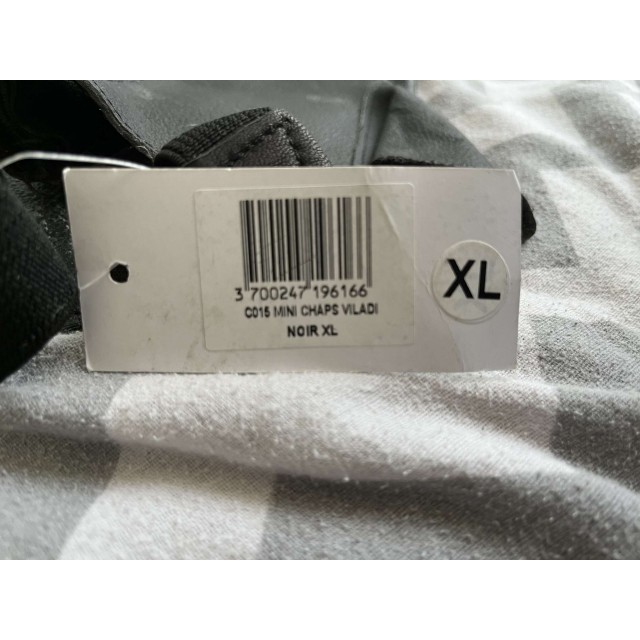 3 700247 196166
C015 MINI CHAPS VILADI
NOIR XL
XL